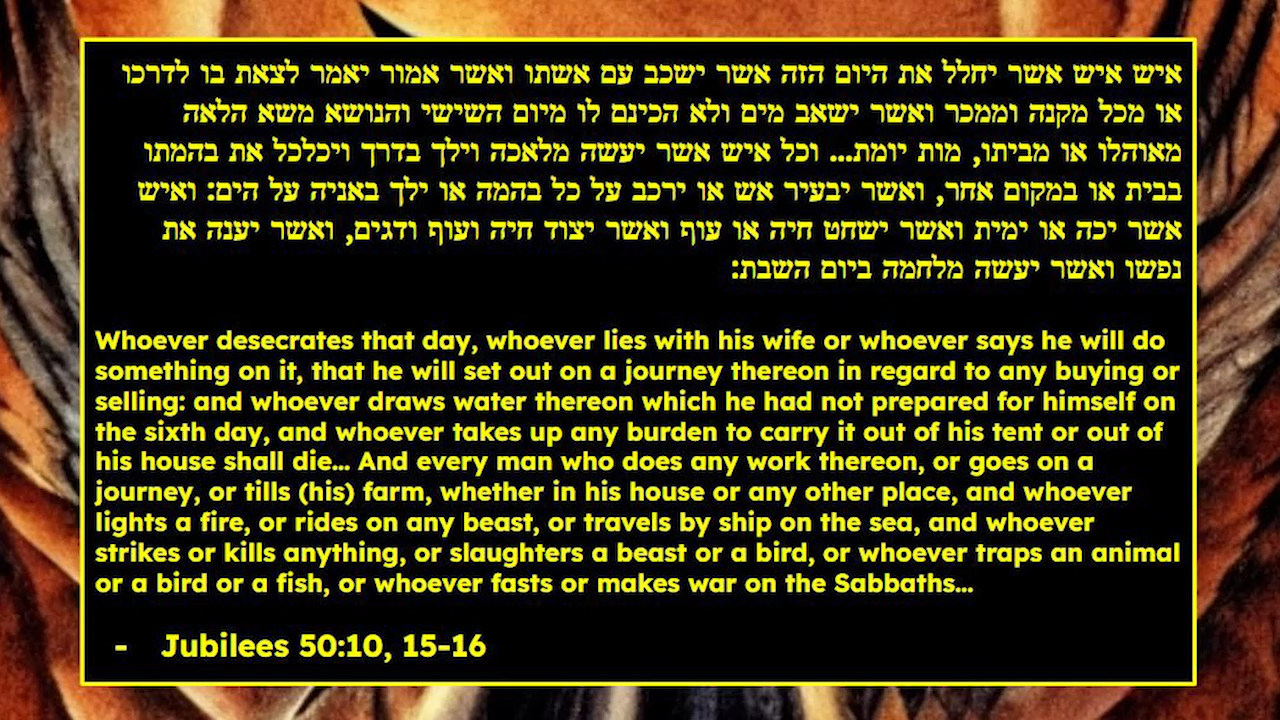 איש איש אשר יחלל את היום הזה אשר ישכב עם אשתו ואשר אמור יאמר לצאת בו לדרכו
או מכל מקנה וממכר ואשר ישאב מים ולא הכינם לו מיום השישי והנושא משא הלאה
מאוהלו או מביתו, מות יומת... וכל איש אשר יעשה מלאכה וילך בדרך ויכלכל את בהמתו
בבית או במקום אחר, ואשר יבעיר אש או ירכב על כל בהמה או ילך באניה על הים: ואיש
אשר יכה או ימית ואשר ישחט חיה או עוף ואשר יצוד חיה ועוף ודגים, ואשר יענה את
נפשו ואשר יעשה מלחמה ביום השבת:
Whoever desecrates that day, whoever lies with his wife or whoever says he will do
something on it, that he will set out on a journey thereon in regard to any buying or
selling: and whoever draws water thereon which he had not prepared for himself on
the sixth day, and whoever takes up any burden to carry it out of his tent or out of
his house shall die... And every man who does any work thereon, or goes on a
journey, or tills (his) farm, whether in his house or any other place, and whoever
lights a fire, or rides on any beast, or travels by ship on the sea, and whoever
strikes or kills anything, or slaughters a beast or a bird, or whoever traps an animal
or a bird or a fish, or whoever fasts or makes war on the Sabbaths...
- Jubilees 50:10, 15-16